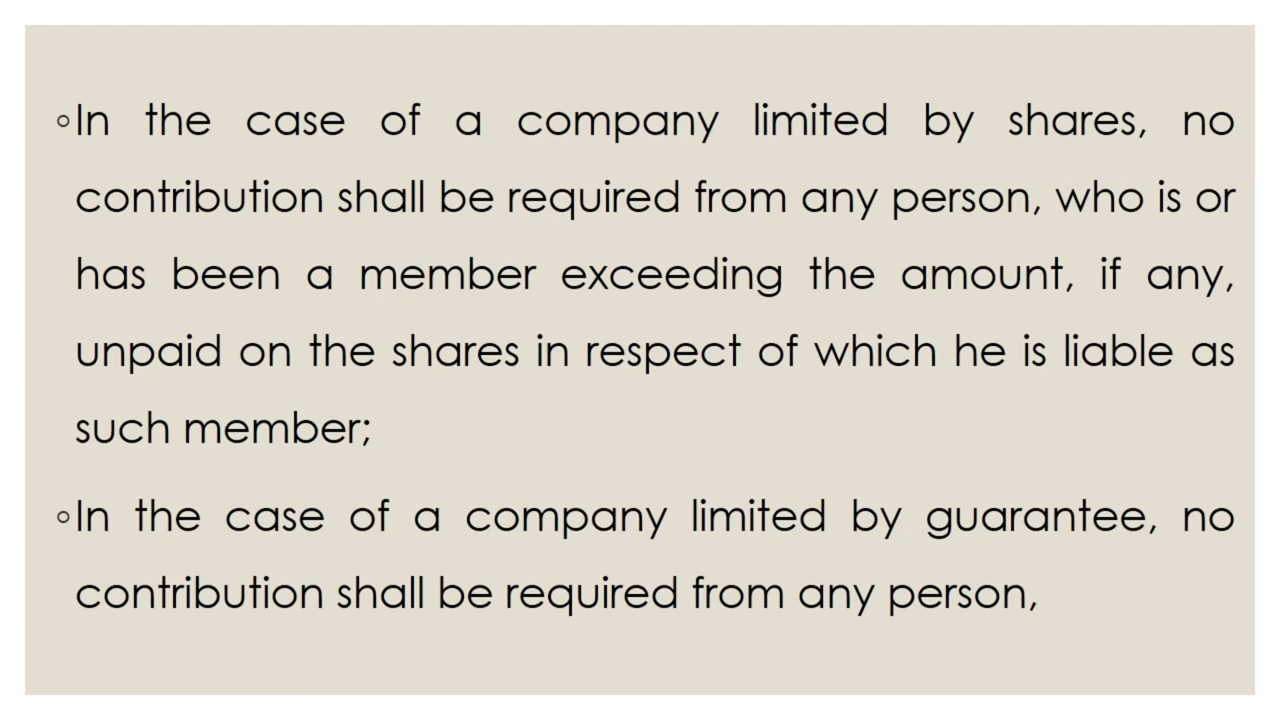 ◦In the case of a company limited by shares, no
contribution shall be required from any person, who is or
has been a member exceeding the amount, if any,
unpaid on the shares in respect of which he is liable as
such member;
◦In the case of a company limited by guarantee, no
contribution shall be required from any person,